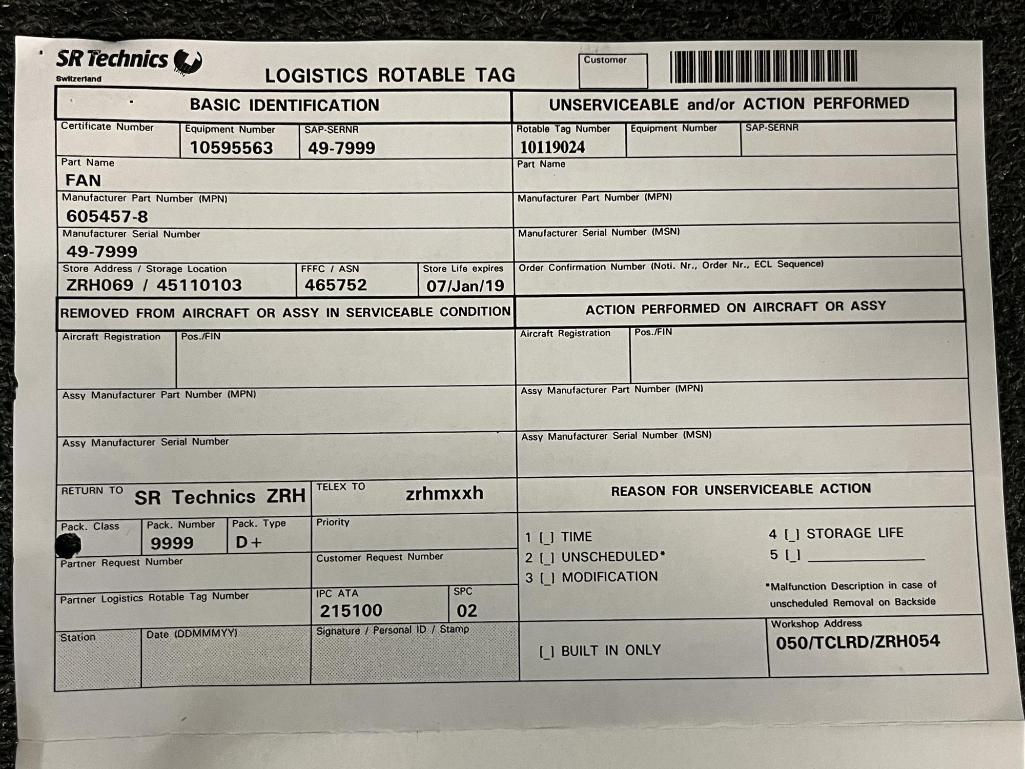 SR Technics
Switzerland
LOGISTICS ROTABLE TAG
Customer
BASIC IDENTIFICATION
UNSERVICEABLE and/or ACTION PERFORMED
Certificate Number
Equipment Number
10595563
SAP-SERNR
49-7999
Rotable Tag Number
10119024
Equipment Number
SAP-SERNR
Part Name
FAN
Part Name
Manufacturer Part Number (MPN)
605457-8
Manufacturer Part Number (MPN)
Manufacturer Serial Number
49-7999
Manufacturer Serial Number (MSN)
Store Address / Storage Location
ZRH069 / 45110103
FFFC / ASN
465752
Store Life expires
07/Jan/19
Order Confirmation Number (Noti. Nr., Order Nr., ECL Sequence)
REMOVED FROM AIRCRAFT OR ASSY IN SERVICEABLE CONDITION
ACTION PERFORMED ON AIRCRAFT OR ASSY
Aircraft Registration
Pos./FIN
Aircraft Registration
Pos./FIN
Assy Manufacturer Part Number (MPN)
Assy Manufacturer Part Number (MPN)
Assy Manufacturer Serial Number
Assy Manufacturer Serial Number (MSN)
RETURN TO SR Technics ZRH
TELEX TO zrhmxxh
REASON FOR UNSERVICEABLE ACTION
Pack. Class
Pack. Number
9999
Pack. Type
D+
Priority
1 [ ] TIME
2 [ ] UNSCHEDULED*
3 [ ] MODIFICATION
4 [ ] STORAGE LIFE
5 [ ] ____________
*Malfunction Description in case of
unscheduled Removal on Backside
Partner Request Number
Customer Request Number
Partner Logistics Rotable Tag Number
IPC ATA
215100
SPC
02
Station
Date (DDMMMYY)
Signature / Personal ID / Stamp
[ ] BUILT IN ONLY
Workshop Address
050/TCLRD/ZRH054